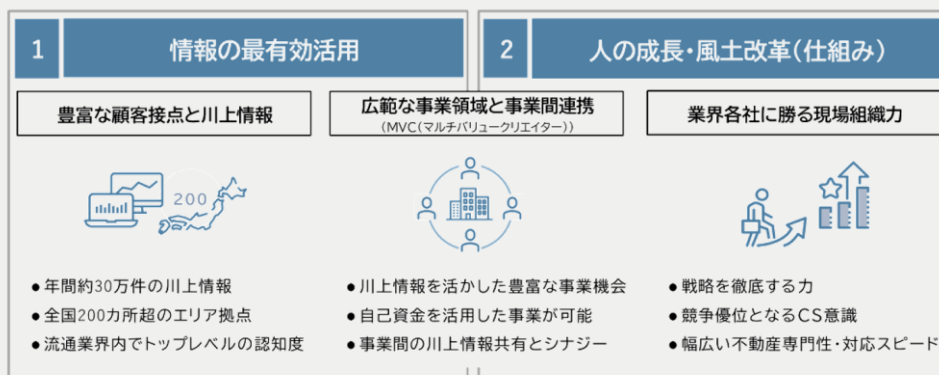 1 情報の最有効活用
2 人の成長・風土改革(仕組み)
豊富な顧客接点と川上情報
広範な事業領域と事業間連携
(MVC(マルチバリュークリエイター))
業界各社に勝る現場組織力
200
●年間約30万件の川上情報
●全国200カ所超のエリア拠点
●流通業界内でトップレベルの認知度
●川上情報を活かした豊富な事業機会
●自己資金を活用した事業が可能
●事業間の川上情報共有とシナジー
●戦略を徹底する力
●競争優位となるCS意識
●幅広い不動産専門性・対応スピード